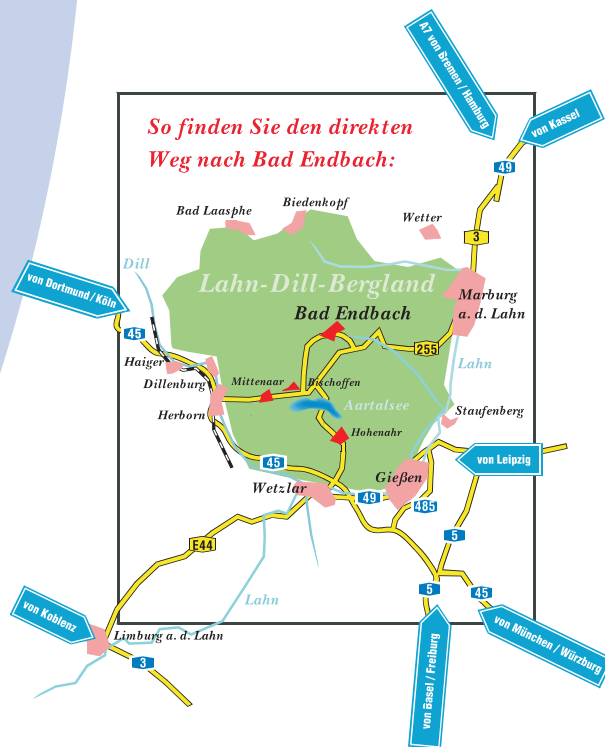 A7 von Bremen / Hamburg
von Kassel
So finden Sie den direkten
Weg nach Bad Endbach:
49
Bad Laasphe
Biedenkopf
Wetter
3
Dill
von Dortmund/Köln
Lahn-Dill-Bergland
Marburg
a. d. Lahn
Bad Endbach
45
255
Haiger
Lahn
Dillenburg
Mittenaar
Bischoffen
Herborn
Aartalsee
Staufenberg
Hohenahr
45
von Leipzig
Wetzlar
Gießen
49
485
5
E44
5
45
Lahn
von Koblenz
von München / Würzburg
Limburg a. d. Lahn
3
von Basel / Freiburg